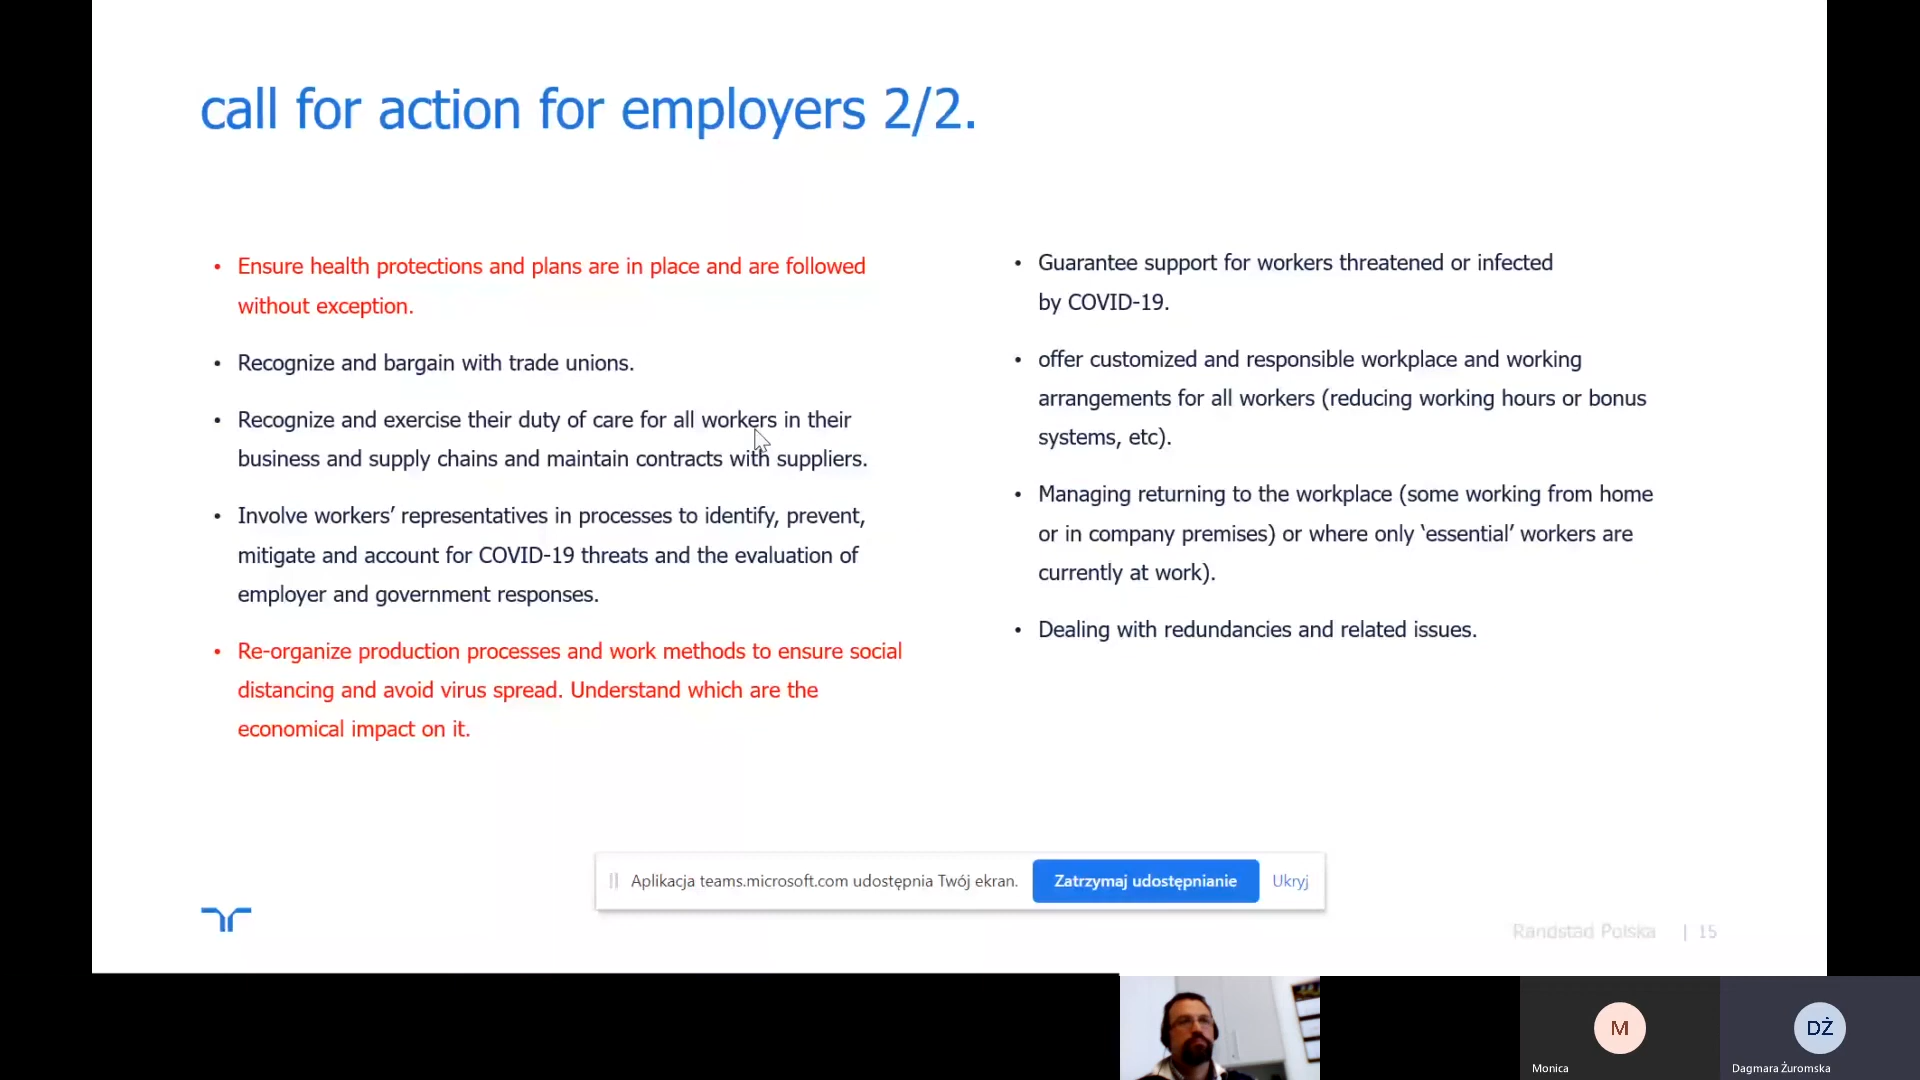 call for action for employers 2/2.
• Ensure health protections and plans are in place and are followed
without exception.
• Recognize and bargain with trade unions.
• Recognize and exercise their duty of care for all workers in their
business and supply chains and maintain contracts with suppliers.
• Involve workers’ representatives in processes to identify, prevent,
mitigate and account for COVID-19 threats and the evaluation of
employer and government responses.
• Re-organize production processes and work methods to ensure social
distancing and avoid virus spread. Understand which are the
economical impact on it.
• Guarantee support for workers threatened or infected
by COVID-19.
• offer customized and responsible workplace and working
arrangements for all workers (reducing working hours or bonus
systems, etc).
• Managing returning to the workplace (some working from home
or in company premises) or where only ‘essential’ workers are
currently at work).
• Dealing with redundancies and related issues.
Aplikacja teams.microsoft.com udostępnia Twój ekran. Zatrzymaj udostępnianie Ukryj
Randstad Polska | 15
M
Monica
DŻ
Dagmara Żuromska